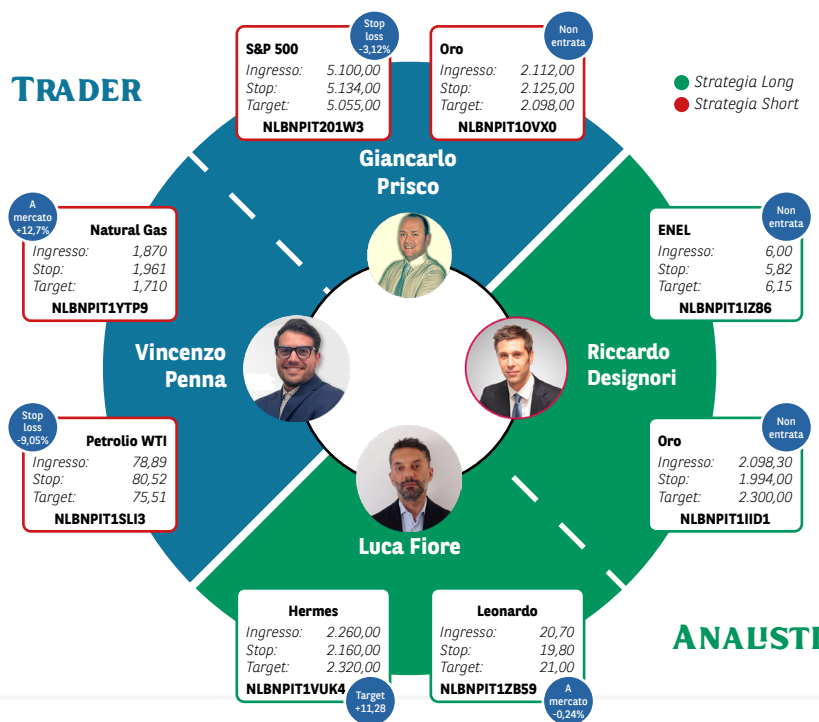 TRADER
S&P 500
Ingresso: 5.100,00
Stop: 5.134,00
Target: 5.055,00
NLBNPIT201W3
Stop
loss
-3,12%
Oro
Ingresso: 2.112,00
Stop: 2.125,00
Target: 2.098,00
NLBNPIT1OVX0
Non
entrata
Strategia Long
Strategia Short
Giancarlo
Prisco
A
mercato
+12,7%
Natural Gas
Ingresso: 1,870
Stop: 1,961
Target: 1,710
NLBNPIT1YTP9
ENEL
Ingresso: 6,00
Stop: 5,82
Target: 6,15
NLBNPIT1IZ86
Non
entrata
Vincenzo
Penna
Riccardo
Designori
Stop
loss
-9,05%
Petrolio WTI
Ingresso: 78,89
Stop: 80,52
Target: 75,51
NLBNPIT1SLI3
Oro
Ingresso: 2.098,30
Stop: 1.994,00
Target: 2.300,00
NLBNPIT1IID1
Non
entrata
Luca Fiore
Hermes
Ingresso: 2.260,00
Stop: 2.160,00
Target: 2.320,00
NLBNPIT1VUK4
Target
+11,28
Leonardo
Ingresso: 20,70
Stop: 19,80
Target: 21,00
NLBNPIT1ZB59
A
mercato
-0,24%
ANALISTI